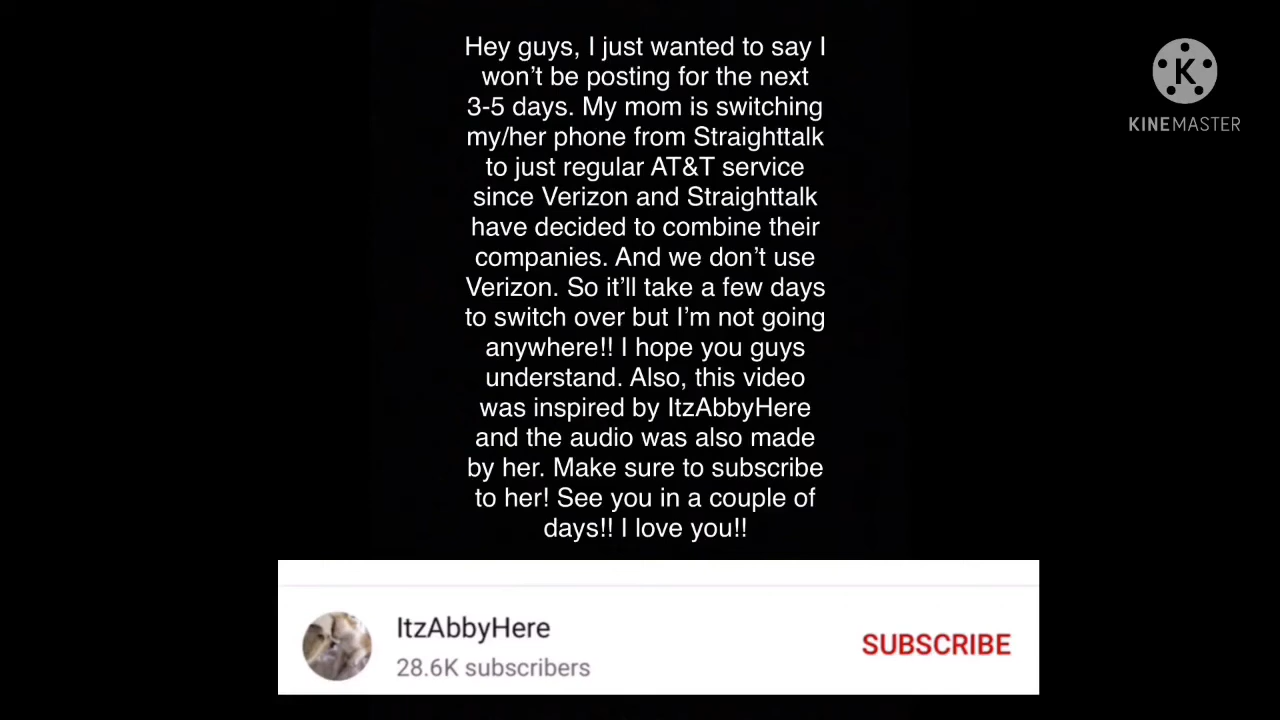 Hey guys, I just wanted to say I
won't be posting for the next
3-5 days. My mom is switching
my/her phone from Straighttalk
to just regular AT&T service
since Verizon and Straighttalk
have decided to combine their
companies. And we don't use
Verizon. So it'll take a few days
to switch over but I'm not going
anywhere!! I hope you guys
understand. Also, this video
was inspired by ItzAbbyHere
and the audio was also made
by her. Make sure to subscribe
to her! See you in a couple of
days!! I love you!!
K
KINEMASTER
ItzAbbyHere
28.6K subscribers
SUBSCRIBE